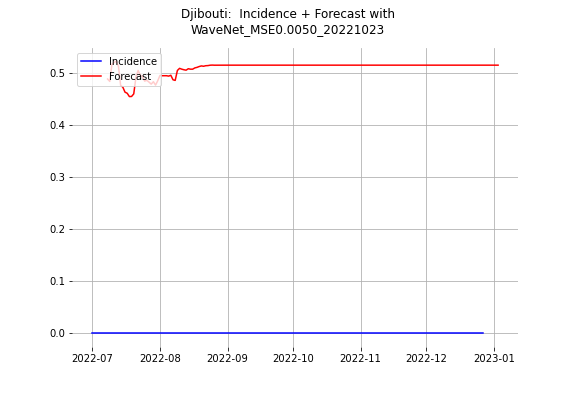 Djibouti:  Incidence + Forecast with
WaveNet_MSE0.0050_20221023
Incidence
Forecast
0.5
0.4
0.3
0.2
0.1
0.0
2022-07 2022-08 2022-09 2022-10 2022-11 2022-12 2023-01